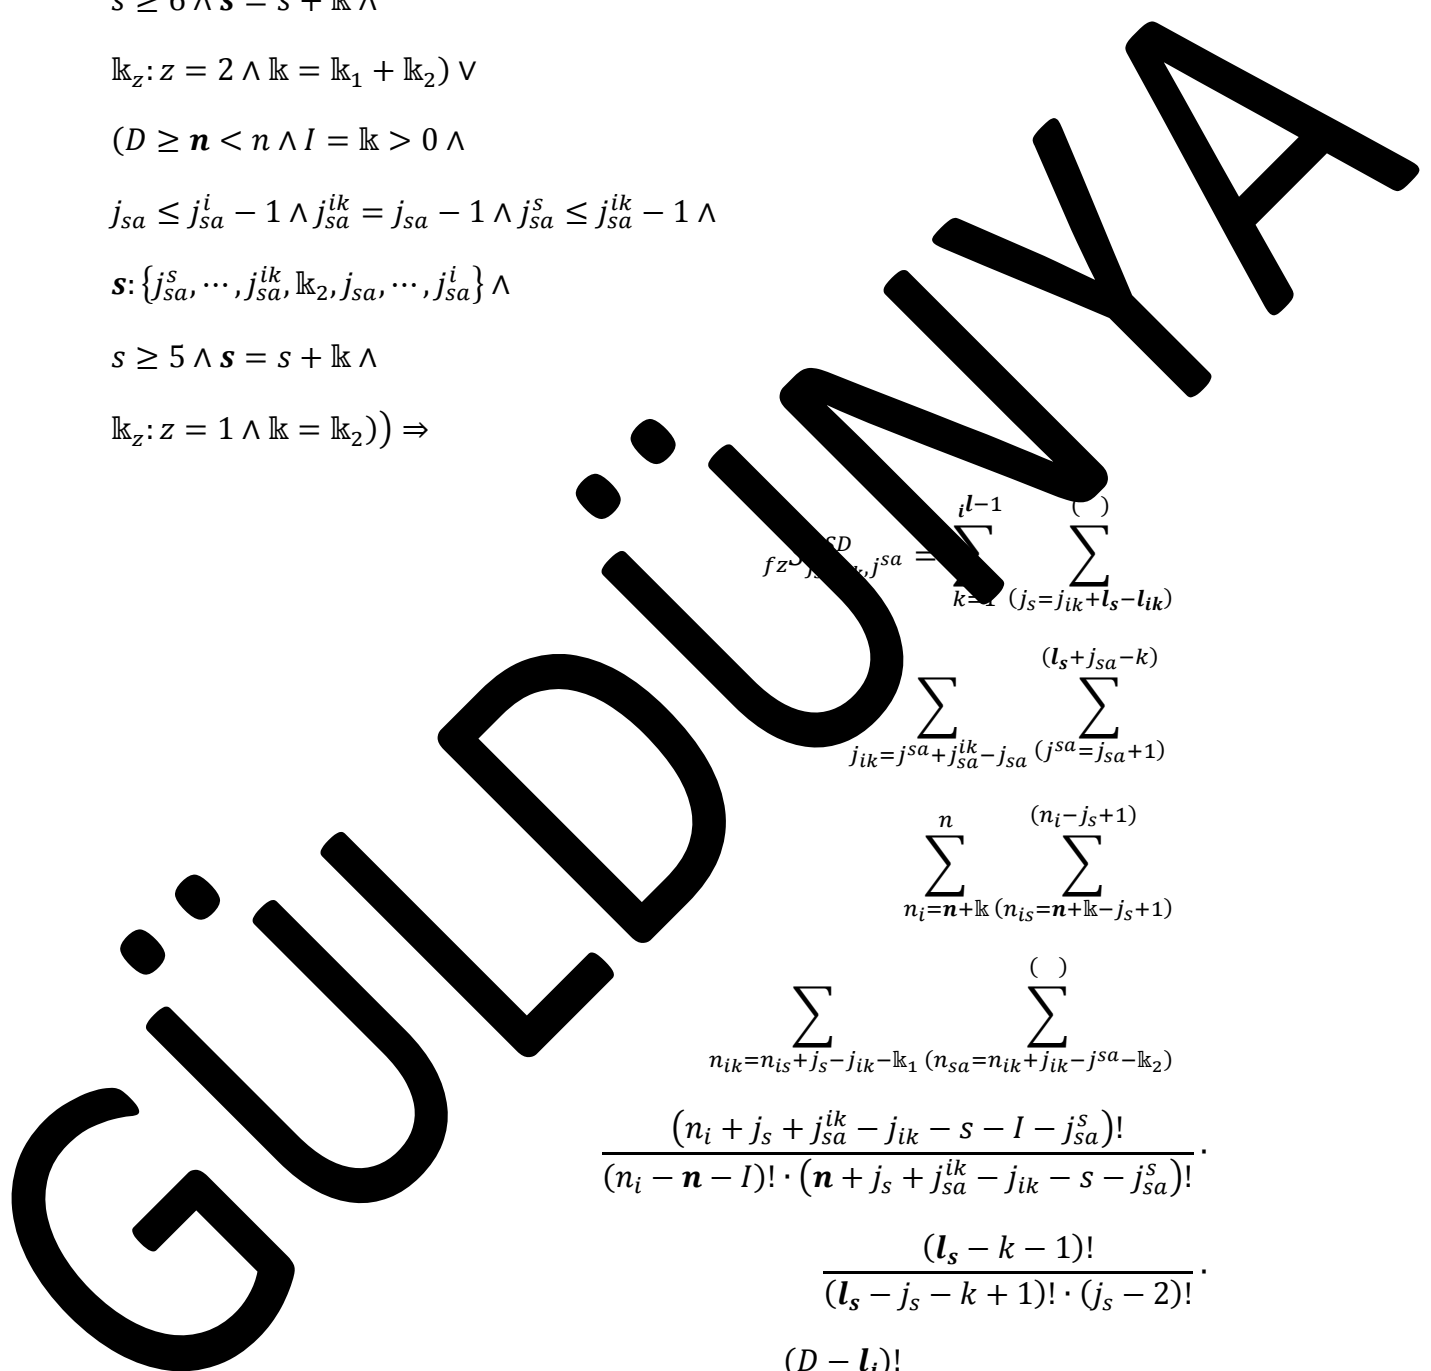 s ≥ 6 ∧ 𝒔 = s + 𝕜 ∧
𝕜_z: z = 2 ∧ 𝕜 = 𝕜_1 + 𝕜_2) ∨
(D ≥ 𝒏 < n ∧ I = 𝕜 > 0 ∧
j_{sa} ≤ j_{sa}^{i} − 1 ∧ j_{sa}^{ik} = j_{sa} − 1 ∧ j_{sa}^{s} ≤ j_{sa}^{ik} − 1 ∧
𝒔: {j_{sa}^{s}, ⋯, j_{sa}^{ik}, 𝕜_2, j_{sa}, ⋯, j_{sa}^{i}} ∧
s ≥ 5 ∧ 𝒔 = s + 𝕜 ∧
𝕜_z: z = 1 ∧ 𝕜 = 𝕜_2)) ⇒
= ∑_{k=1}^{_i𝒍−1} ∑_{(j_s=j_{ik}+𝒍_𝒔−𝒍_{𝒊𝒌})}^{( )}
∑_{j_{ik}=j^{sa}+j_{sa}^{ik}−j_{sa}} ∑_{(j^{sa}=j_{sa}+1)}^{(𝒍_𝒔+j_{sa}−k)}
∑_{n_i=𝒏+𝕜}^{n} ∑_{(n_{is}=𝒏+𝕜−j_s+1)}^{(n_i−j_s+1)}
∑_{n_{ik}=n_{is}+j_s−j_{ik}−𝕜_1} ∑_{(n_{sa}=n_{ik}+j_{ik}−j^{sa}−𝕜_2)}^{( )}
(n_i + j_s + j_{sa}^{ik} − j_{ik} − s − I − j_{sa}^{s})!
(n_i − 𝒏 − I)! · (𝒏 + j_s + j_{sa}^{ik} − j_{ik} − s − j_{sa}^{s})! ·
(𝒍_𝒔 − k − 1)!
(𝒍_𝒔 − j_s − k + 1)! · (j_s − 2)! ·
(D − 𝒍_𝒊)!
GÜLDÜNYA